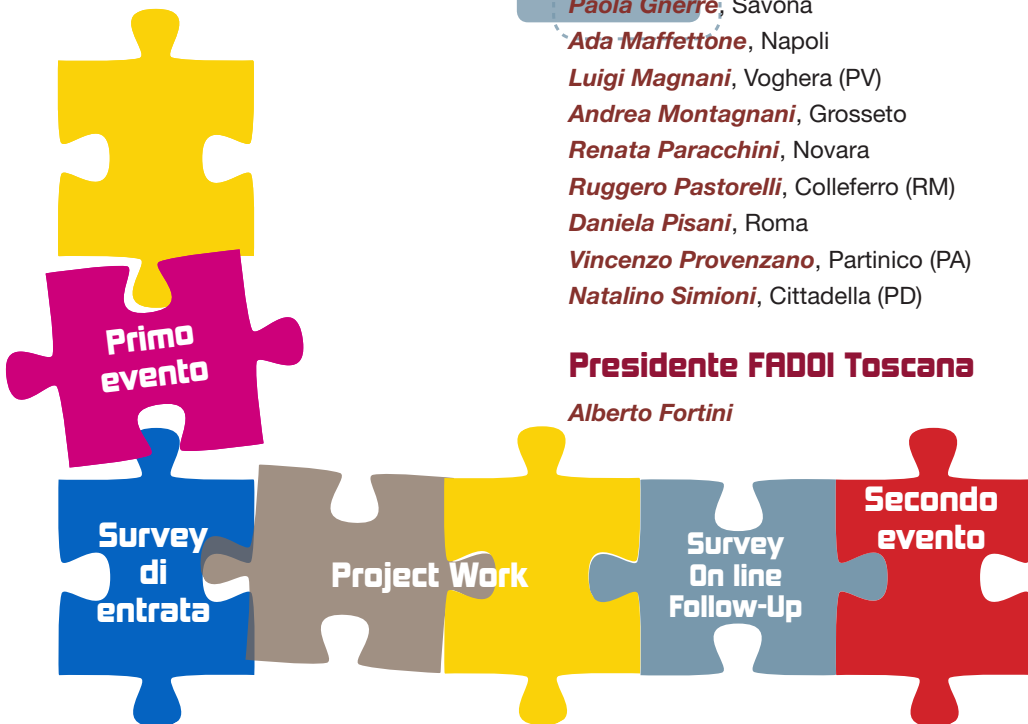 Paola Gnerre, Savona
Ada Maffettone, Napoli
Luigi Magnani, Voghera (PV)
Andrea Montagnani, Grosseto
Renata Paracchini, Novara
Ruggero Pastorelli, Colleferro (RM)
Daniela Pisani, Roma
Vincenzo Provenzano, Partinico (PA)
Natalino Simioni, Cittadella (PD)
Presidente FADOI Toscana
Alberto Fortini
Primo
evento
Survey
di
entrata
Project Work
Survey
On line
Follow-Up
Secondo
evento